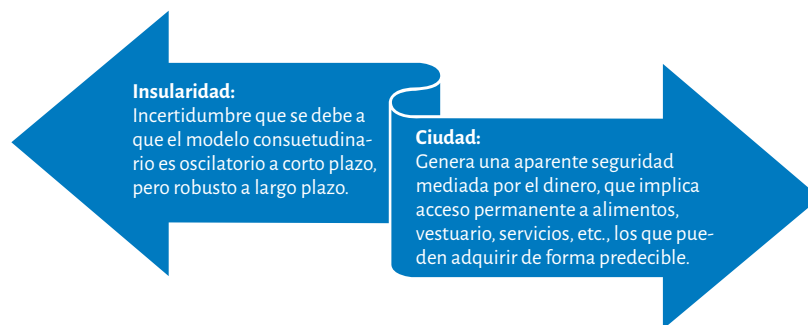 Insularidad:
Incertidumbre que se debe a
que el modelo consuetudina-
rio es oscilatorio a corto plazo,
pero robusto a largo plazo.
Ciudad:
Genera una aparente seguridad
mediada por el dinero, que implica
acceso permanente a alimentos,
vestuario, servicios, etc., los que pue-
den adquirir de forma predecible.